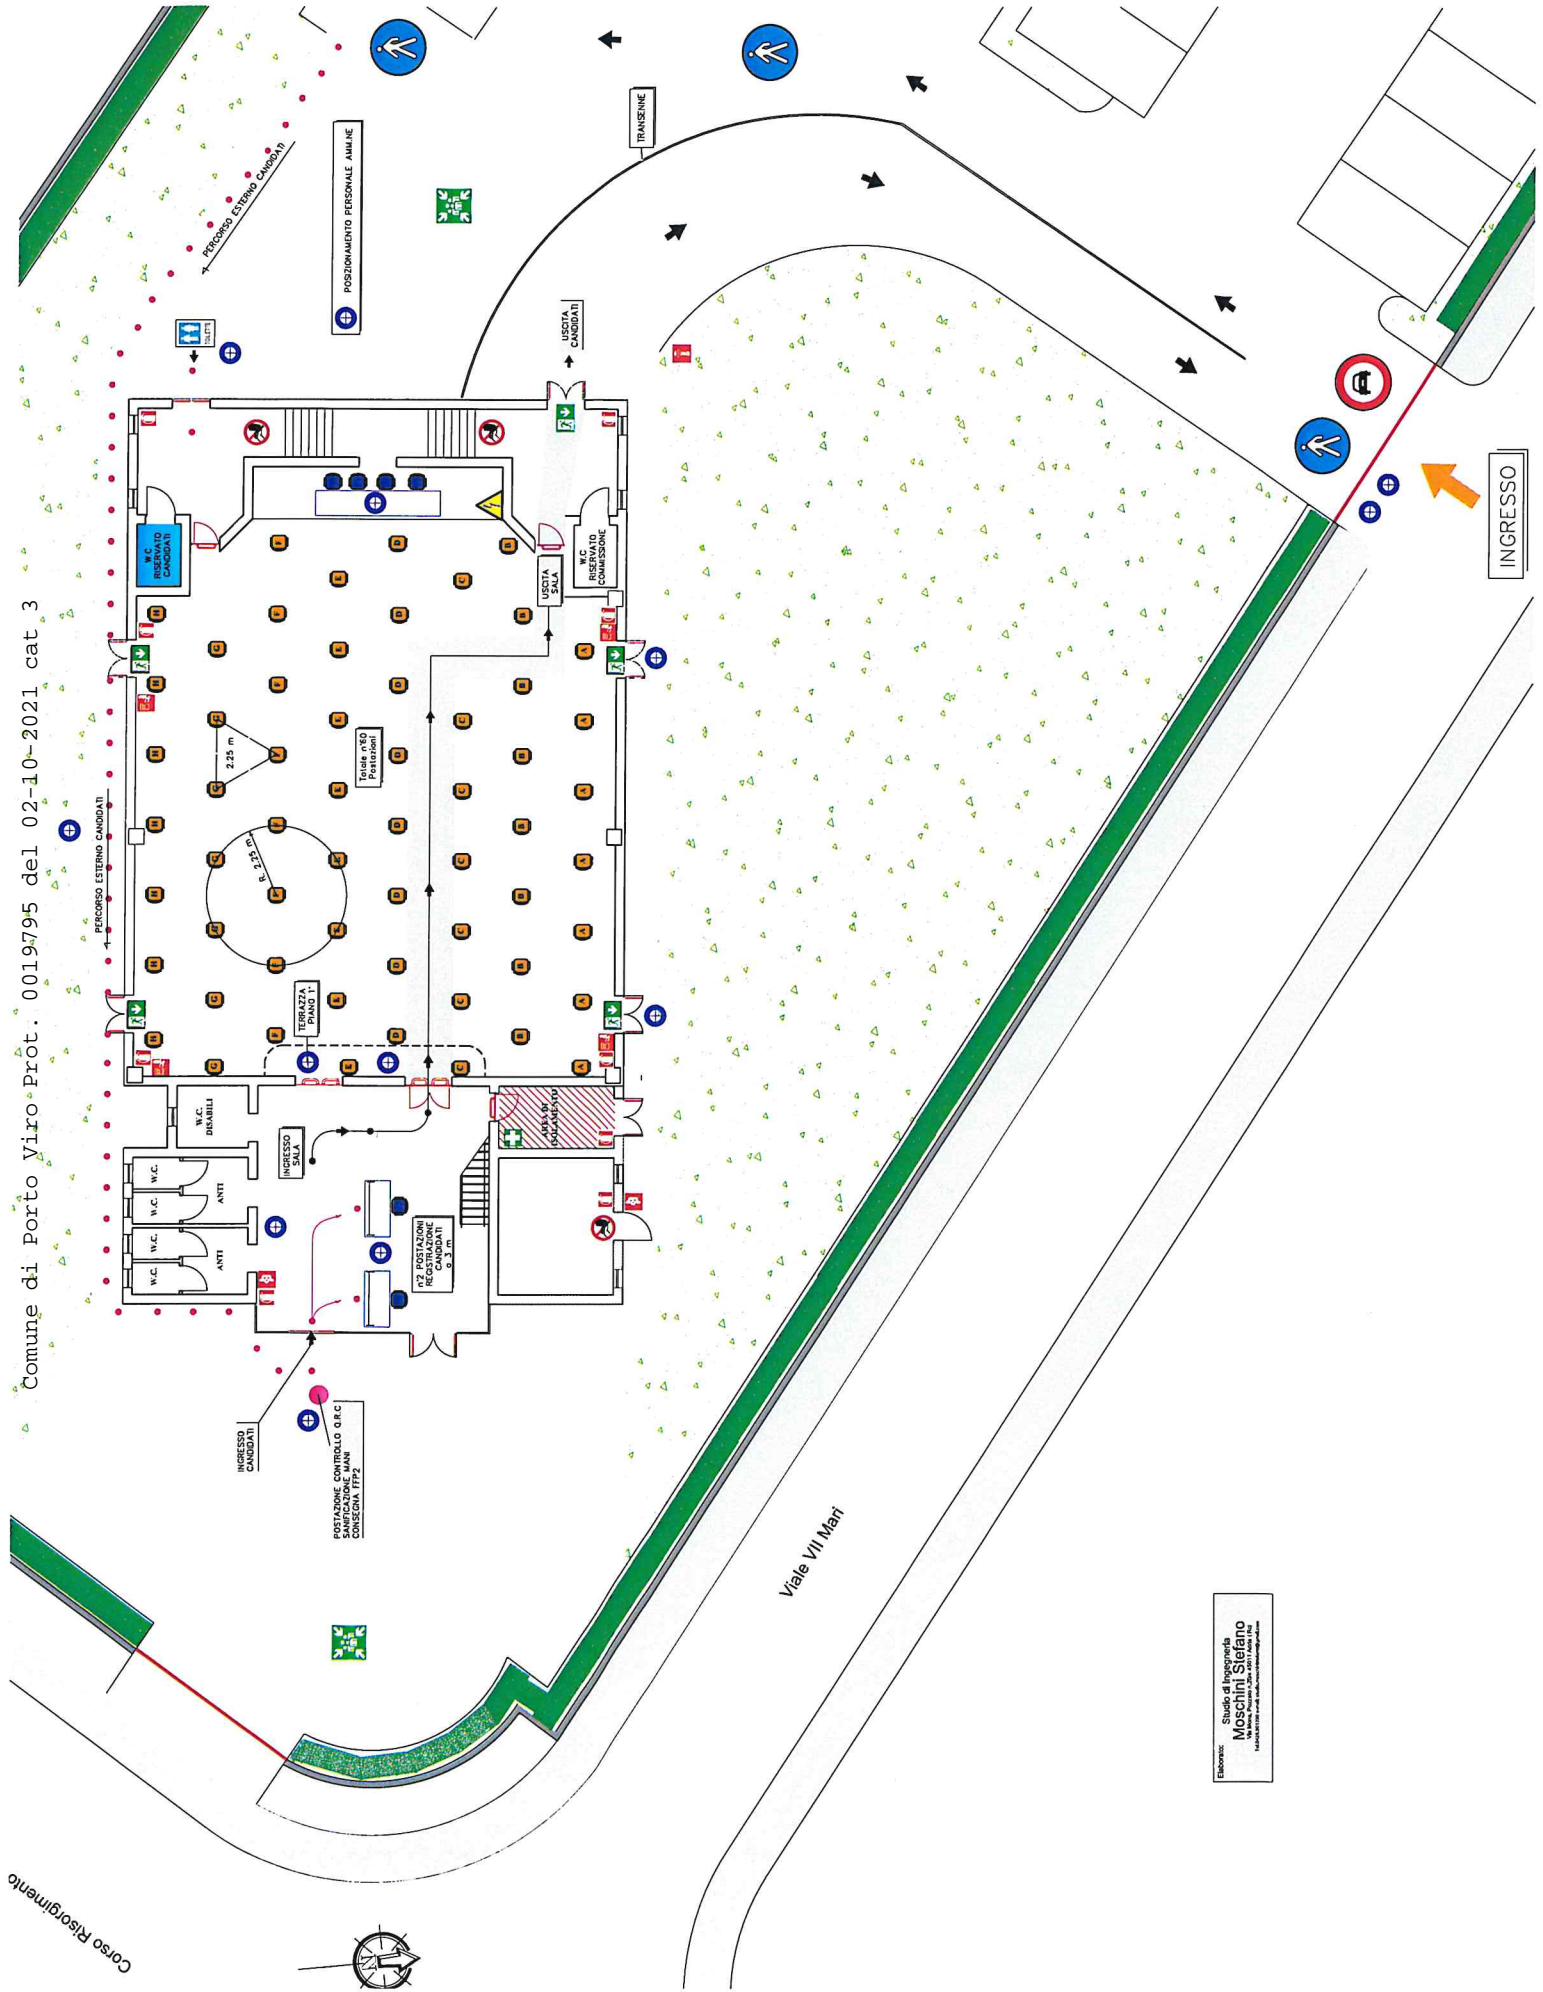 Comune di Porto Viro Prot. 0019795 del 02-10-2021 cat 3
PERCORSO ESTERNO CANDIDATI
POSIZIONAMENTO PERSONALE AMM.NE
TRANSENNE
TOILETTE
USCITA
CANDIDATI
PERCORSO ESTERNO CANDIDATI
W.C
RISERVATO
CANDIDATI
W.C
RISERVATO
COMMISSIONE
USCITA
SALA
2.25 m
R. 2.25 m
Totale n°60
Postazioni
H H H H H H H
G G G G G G G
F F F F F F F
E E E E E E E
D D D D D D D D
C C C C C C
B B B B B B B
A A A A A A
TERRAZZA
PIANO 1°
W.C.
DISABILI
INGRESSO
SALA
AREA DI
ISOLAMENTO
W.C.
W.C.
W.C.
W.C.
ANTI
ANTI
n°2 POSTAZIONI
REGISTRAZIONE
CANDIDATI
a 3 m
INGRESSO
CANDIDATI
POSTAZIONE CONTROLLO Q.R.C
SANIFICAZIONE MANI
CONSEGNA FFP2
INGRESSO
Viale VII Mari
Corso Risorgimento
N
Elaborato:
Studio di Ingegneria
Moschini Stefano